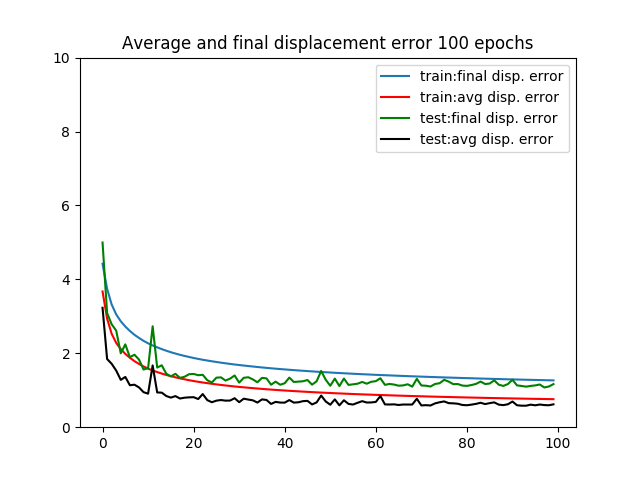 Average and final displacement error 100 epochs
10
8
6
4
2
0
train:final disp. error
train:avg disp. error
test:final disp. error
test:avg disp. error
0 20 40 60 80 100